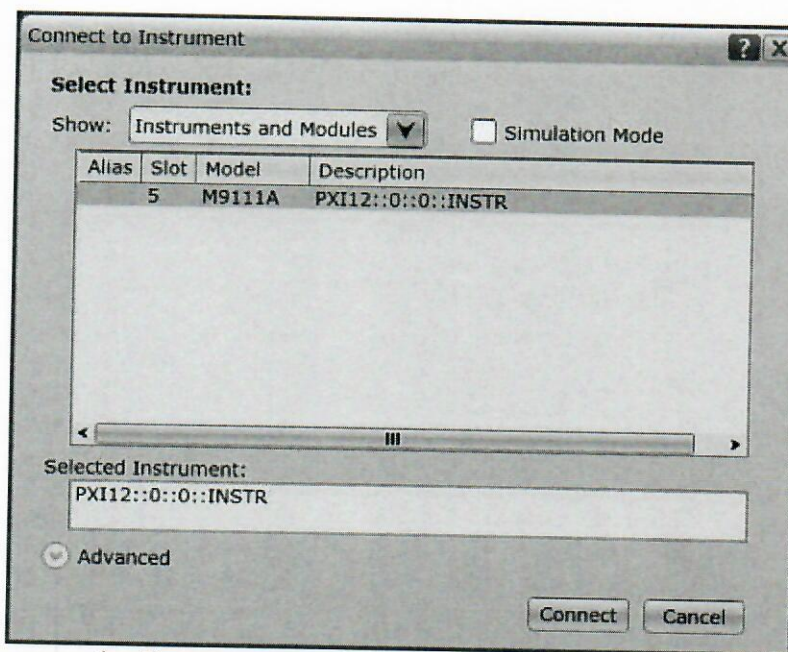 Connect to Instrument
? X
Select Instrument:
Show: Instruments and Modules Simulation Mode
Alias Slot Model Description
5 M9111A PXI12::0::0::INSTR
Selected Instrument:
PXI12::0::0::INSTR
Advanced
Connect Cancel